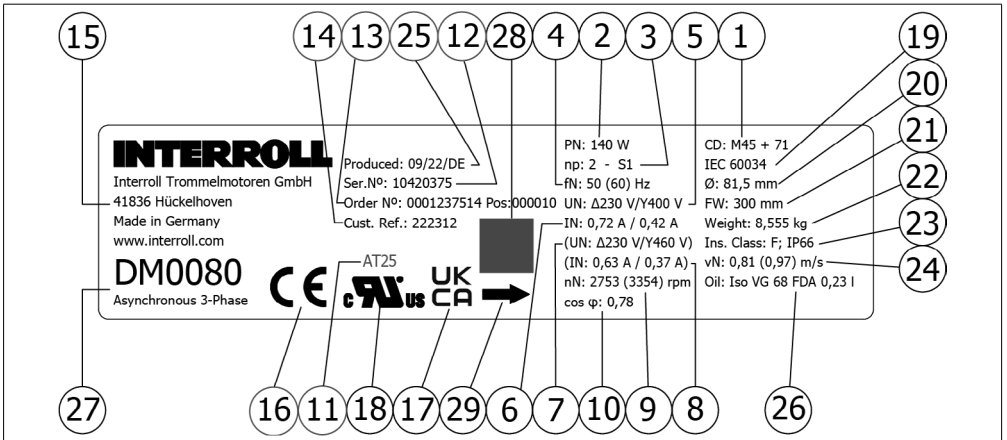 15 14 13 25 12 28 4 2 3 5 1 19
20
21
22
23
24
INTERROLL
Interroll Trommelmotoren GmbH
41836 Hückelhoven
Made in Germany
www.interroll.com
DM0080
Asynchronous 3-Phase
Produced: 09/22/DE
Ser.Nº: 10420375
Order Nº: 0001237514 Pos:000010
Cust. Ref.: 222312
AT25
CE
c RU US
UK
CA
PN: 140 W
np: 2 - S1
fN: 50 (60) Hz
UN: Δ230 V/Y400 V
IN: 0,72 A / 0,42 A
(UN: Δ230 V/Y460 V)
(IN: 0,63 A / 0,37 A)
nN: 2753 (3354) rpm
cos φ: 0,78
CD: M45 + 71
IEC 60034
Ø: 81,5 mm
FW: 300 mm
Weight: 8,555 kg
Ins. Class: F; IP66
vN: 0,81 (0,97) m/s
Oil: Iso VG 68 FDA 0,23 l
27 16 11 18 17 29 6 7 10 9 8 26